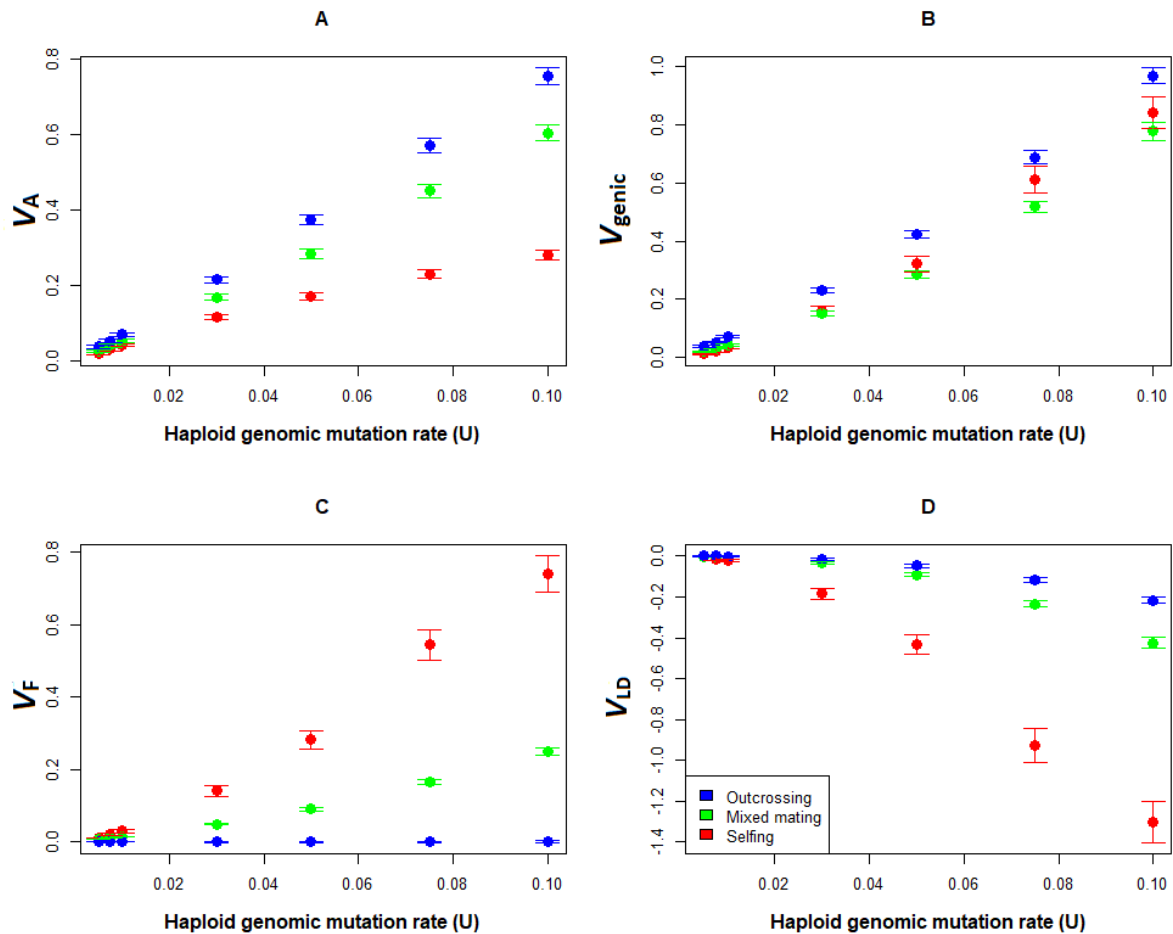 A
V_A
0.0 0.2 0.4 0.6 0.8
0.02 0.04 0.06 0.08 0.10
Haploid genomic mutation rate (U)
B
V_genic
0.0 0.2 0.4 0.6 0.8 1.0
0.02 0.04 0.06 0.08 0.10
Haploid genomic mutation rate (U)
C
V_F
0.0 0.2 0.4 0.6 0.8
0.02 0.04 0.06 0.08 0.10
Haploid genomic mutation rate (U)
D
V_LD
-1.4 -1.2 -1.0 -0.8 -0.6 -0.4 -0.2 0.0
Outcrossing
Mixed mating
Selfing
0.02 0.04 0.06 0.08 0.10
Haploid genomic mutation rate (U)